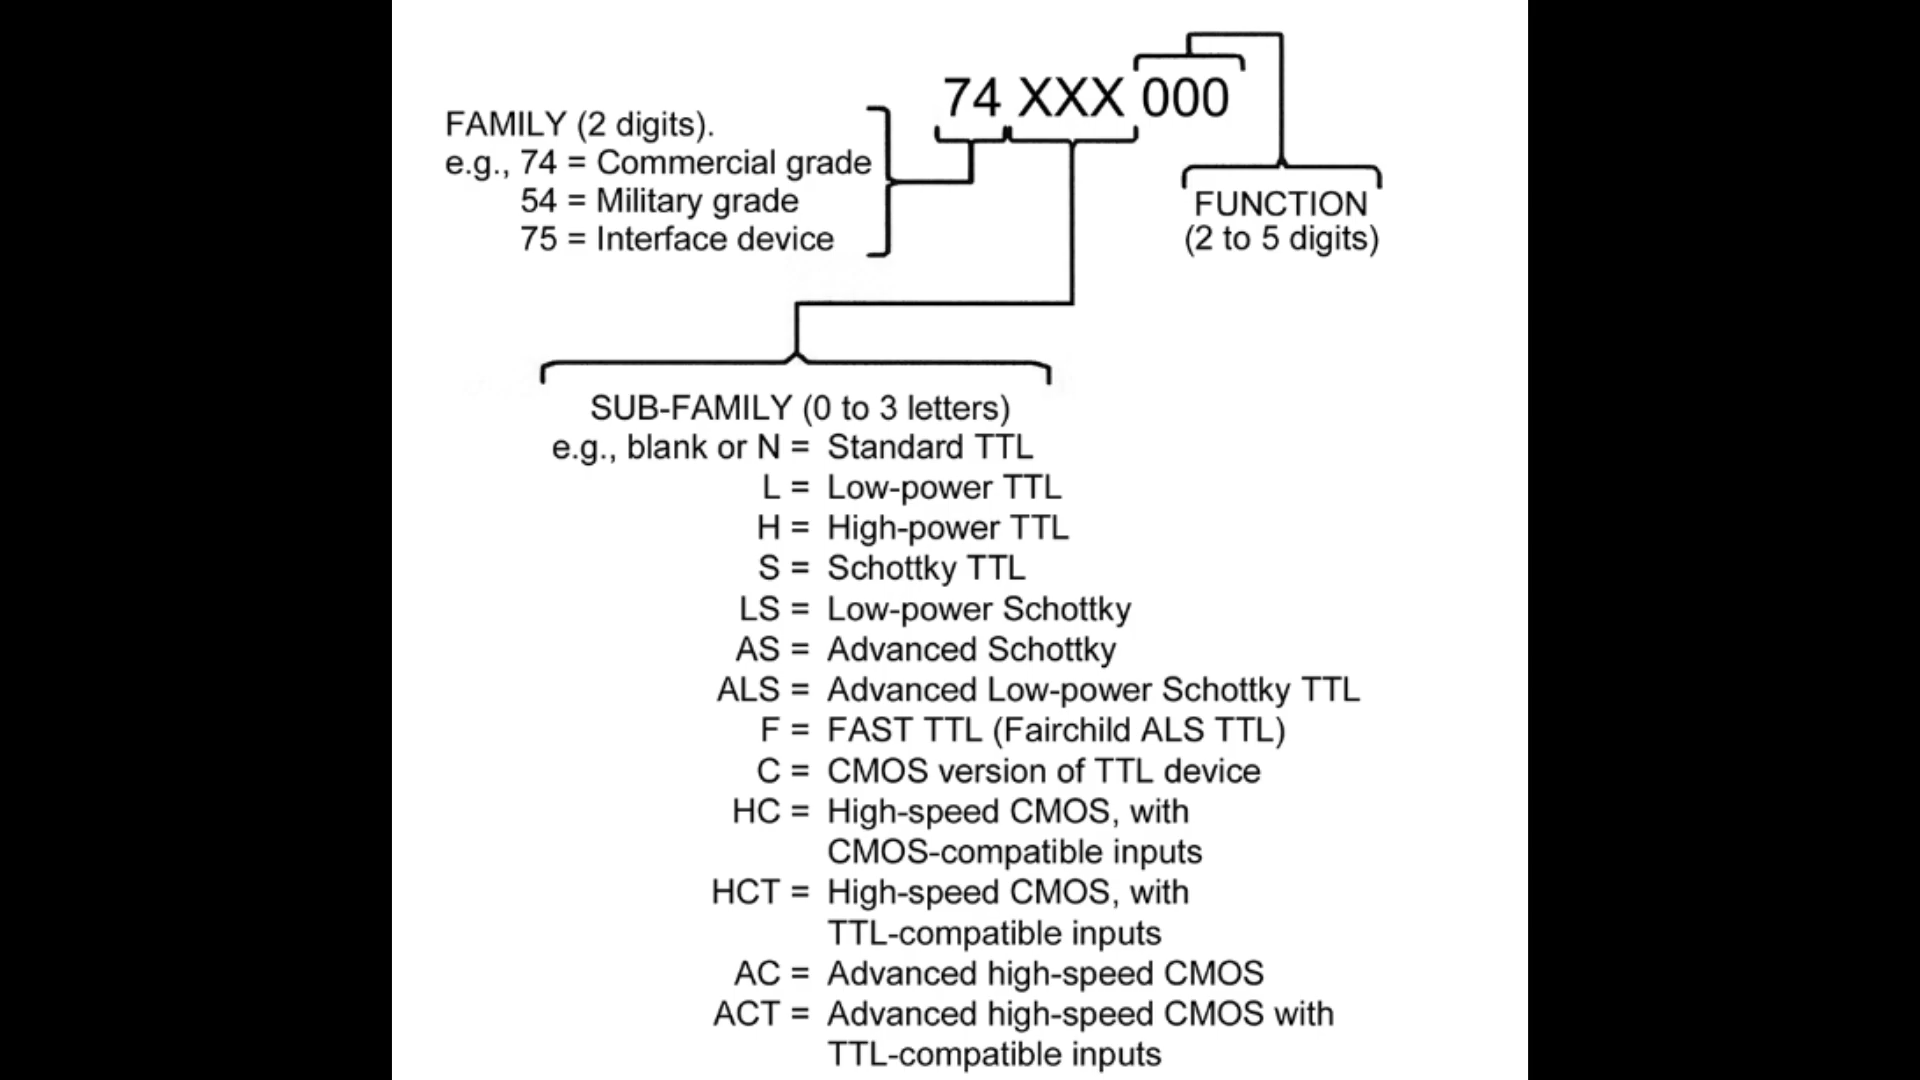 74 XXX 000
FAMILY (2 digits).
e.g., 74 = Commercial grade
54 = Military grade
75 = Interface device
FUNCTION
(2 to 5 digits)
SUB-FAMILY (0 to 3 letters)
e.g., blank or N = Standard TTL
L = Low-power TTL
H = High-power TTL
S = Schottky TTL
LS = Low-power Schottky
AS = Advanced Schottky
ALS = Advanced Low-power Schottky TTL
F = FAST TTL (Fairchild ALS TTL)
C = CMOS version of TTL device
HC = High-speed CMOS, with
CMOS-compatible inputs
HCT = High-speed CMOS, with
TTL-compatible inputs
AC = Advanced high-speed CMOS
ACT = Advanced high-speed CMOS with
TTL-compatible inputs